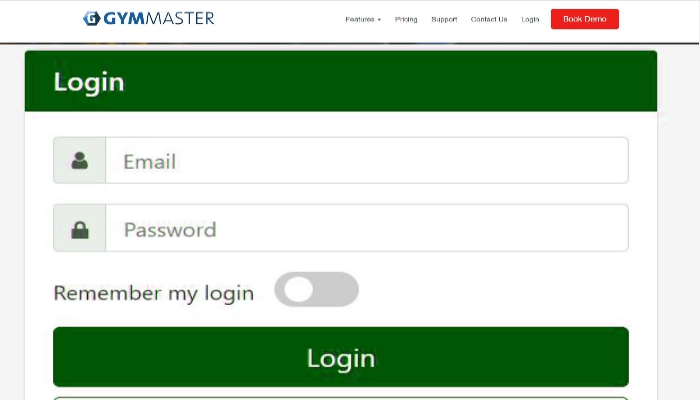 GYMMASTER
Features Pricing Support Contact Us Login Book Demo
Login
Email
Password
Remember my login
Login